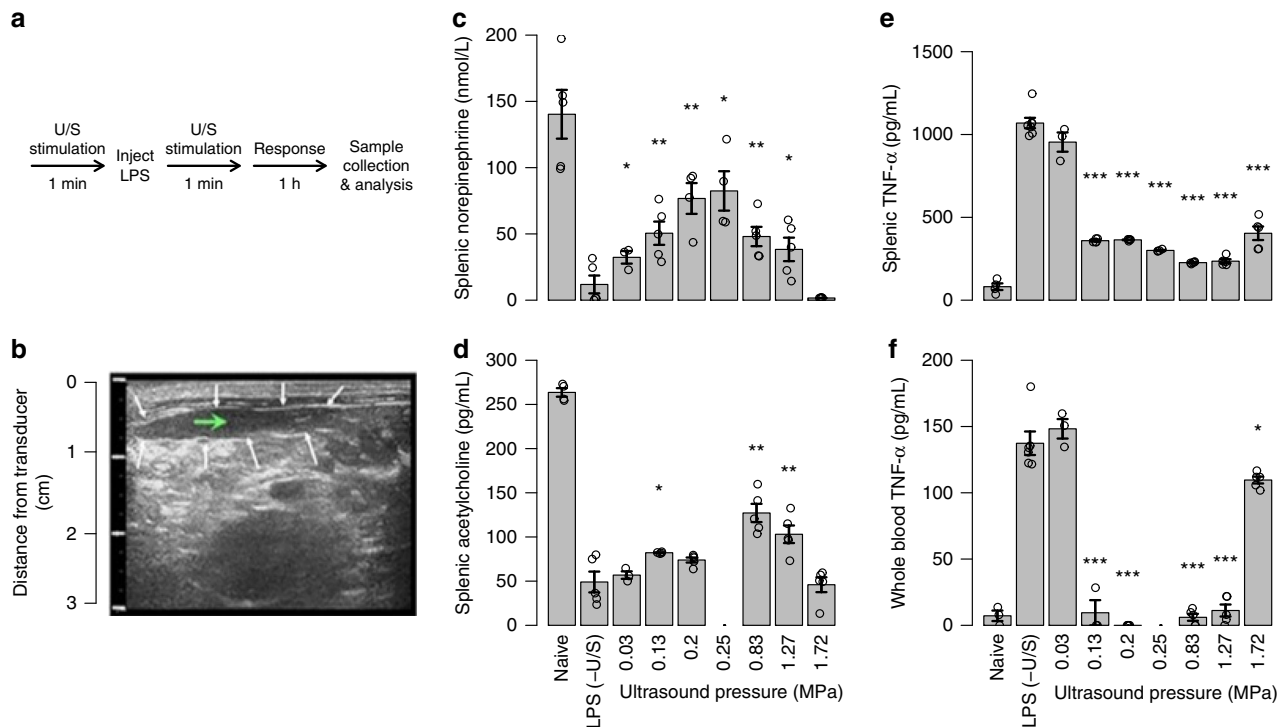 a
U/S
stimulation
1 min
Inject
LPS
U/S
stimulation
1 min
Response
1 h
Sample
collection
& analysis
b
Distance from transducer
(cm)
0
1
2
3
c
Splenic norepinephrine (nmol/L)
200
150
100
50
0
*
**
**
*
**
*
d
Splenic acetylcholine (pg/mL)
300
250
200
150
100
50
0
*
**
**
Naive
LPS (–U/S)
0.03
0.13
0.2
0.25
0.83
1.27
1.72
Ultrasound pressure (MPa)
e
Splenic TNF-α (pg/mL)
1500
1000
500
0
***
***
***
***
***
***
f
Whole blood TNF-α (pg/mL)
200
150
100
50
0
***
***
***
***
*
Naive
LPS (–U/S)
0.03
0.13
0.2
0.25
0.83
1.27
1.72
Ultrasound pressure (MPa)